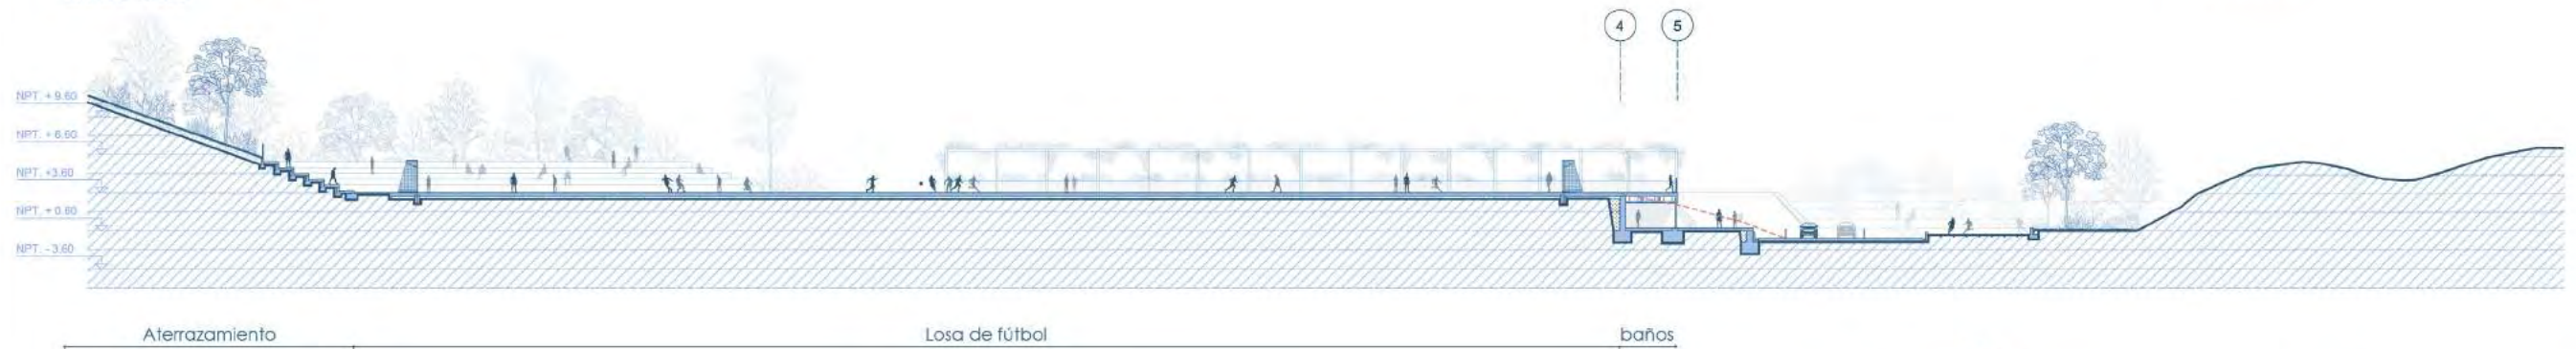 4 5
NPT. + 9.60
NPT. + 6.60
NPT. +3.60
NPT. + 0.60
NPT. - 3.60
Aterrazamiento Losa de fútbol baños